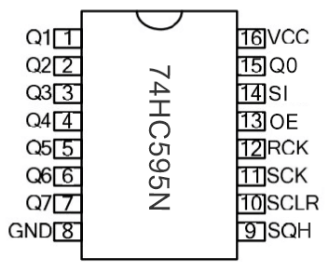 Q1 1 16 VCC
Q2 2 15 Q0
Q3 3 14 SI
Q4 4 13 OE
Q5 5 12 RCK
Q6 6 11 SCK
Q7 7 10 SCLR
GND 8 9 SQH
74HC595N